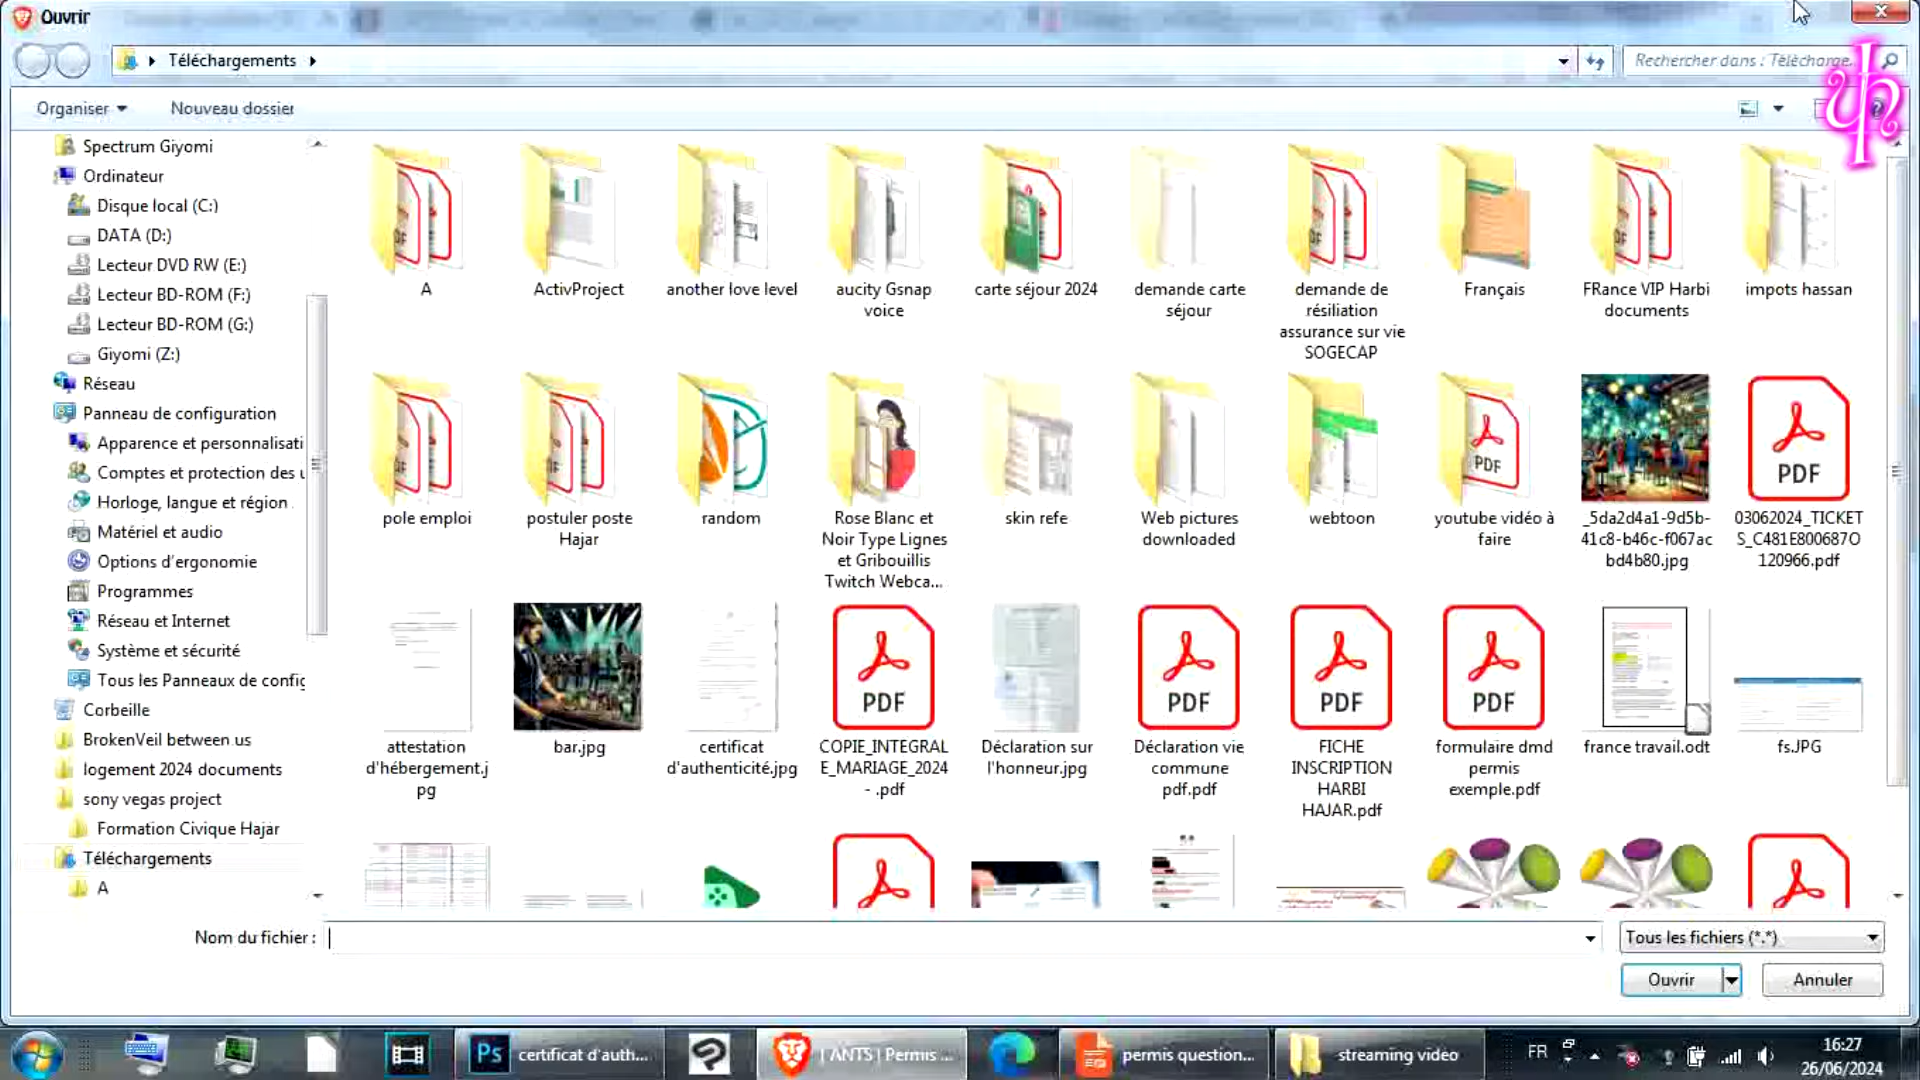 Ouvrir
Téléchargements
Rechercher dans : Télécharge...
Organiser
Nouveau dossier
Spectrum Giyomi
Ordinateur
Disque local (C:)
DATA (D:)
Lecteur DVD RW (E:)
Lecteur BD-ROM (F:)
Lecteur BD-ROM (G:)
Giyomi (Z:)
Réseau
Panneau de configuration
Apparence et personnalisati
Comptes et protection des u
Horloge, langue et région
Matériel et audio
Options d'ergonomie
Programmes
Réseau et Internet
Système et sécurité
Tous les Panneaux de config
Corbeille
BrokenVeil between us
logement 2024 documents
sony vegas project
Formation Civique Hajar
Téléchargements
A
A
ActivProject
another love level
aucity Gsnap
voice
carte séjour 2024
demande carte
séjour
demande de
résiliation
assurance sur vie
SOGECAP
Français
FRance VIP Harbi
documents
impots hassan
pole emploi
postuler poste
Hajar
random
Rose Blanc et
Noir Type Lignes
et Gribouillis
Twitch Webca...
skin refe
Web pictures
downloaded
webtoon
PDF
youtube vidéo à
faire
_5da2d4a1-9d5b-
41c8-b46c-f067ac
bd4b80.jpg
PDF
03062024_TICKET
S_C481E800687O
120966.pdf
attestation
d'hébergement.j
pg
bar.jpg
certificat
d'authenticité.jpg
PDF
COPIE_INTEGRAL
E_MARIAGE_2024
- .pdf
Déclaration sur
l'honneur.jpg
PDF
Déclaration vie
commune
pdf.pdf
PDF
FICHE
INSCRIPTION
HARBI
HAJAR.pdf
PDF
formulaire dmd
permis
exemple.pdf
france travail.odt
fs.JPG
Nom du fichier :
Tous les fichiers (*.*)
Ouvrir
Annuler
Ps
certificat d'auth...
| ANTS | Permis ...
permis question...
streaming video
FR
16:27
26/06/2024